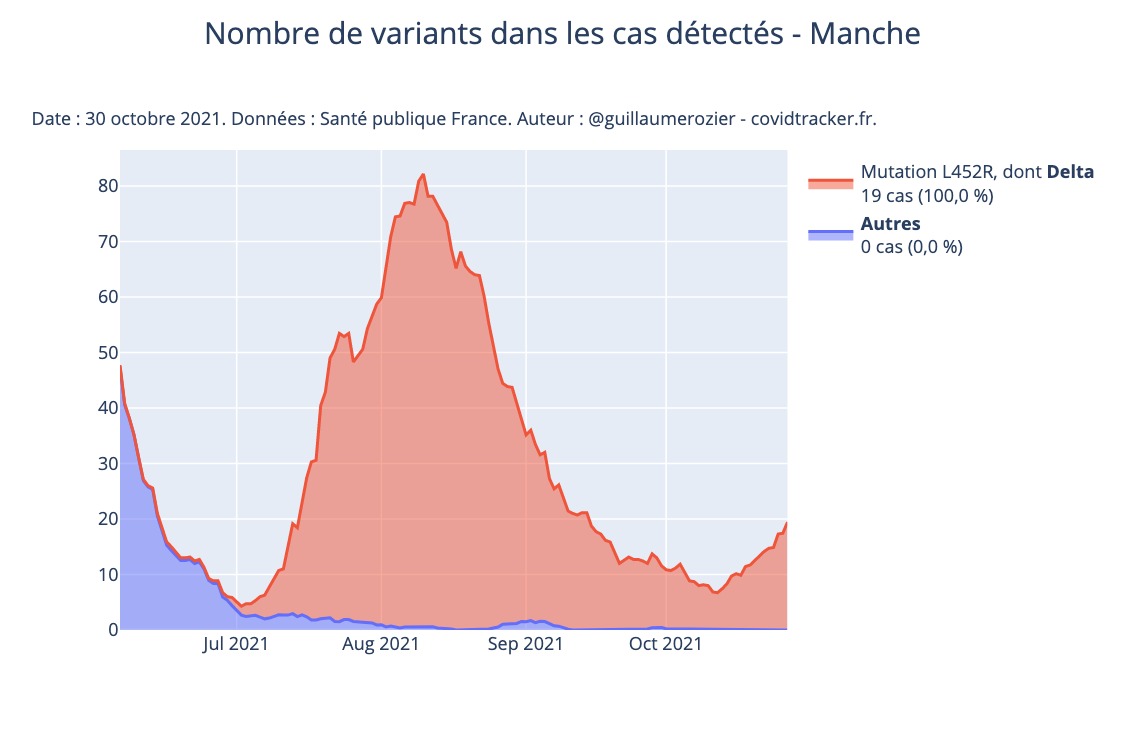 Nombre de variants dans les cas détectés - Manche
Date : 30 octobre 2021. Données : Santé publique France. Auteur : @guillaumerozier - covidtracker.fr.
Mutation L452R, dont Delta
19 cas (100,0 %)
Autres
0 cas (0,0 %)
80
70
60
50
40
30
20
10
0
Jul 2021
Aug 2021
Sep 2021
Oct 2021